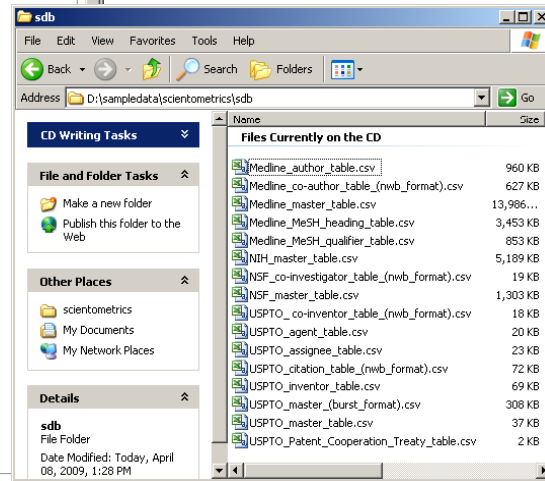 sdb
File Edit View Favorites Tools Help
Back Search Folders
Address D:\sampledata\scientometrics\sdb Go
CD Writing Tasks
File and Folder Tasks
Make a new folder
Publish this folder to the
Web
Other Places
scientometrics
My Documents
My Network Places
Details
sdb
File Folder
Date Modified: Today, April
08, 2009, 1:28 PM
Name Size
Files Currently on the CD
Medline_author_table.csv 960 KB
Medline_co-author_table_(nwb_format).csv 627 KB
Medline_master_table.csv 13,986...
Medline_MeSH_heading_table.csv 3,453 KB
Medline_MeSH_qualifier_table.csv 853 KB
NIH_master_table.csv 5,189 KB
NSF_co-investigator_table_(nwb_format).csv 19 KB
NSF_master_table.csv 1,303 KB
USPTO_ co-inventor_table_(nwb_format).csv 18 KB
USPTO_agent_table.csv 20 KB
USPTO_assignee_table.csv 23 KB
USPTO_citation_table_(nwb_format).csv 72 KB
USPTO_inventor_table.csv 69 KB
USPTO_master_(burst_format).csv 308 KB
USPTO_master_table.csv 37 KB
USPTO_Patent_Cooperation_Treaty_table.csv 2 KB